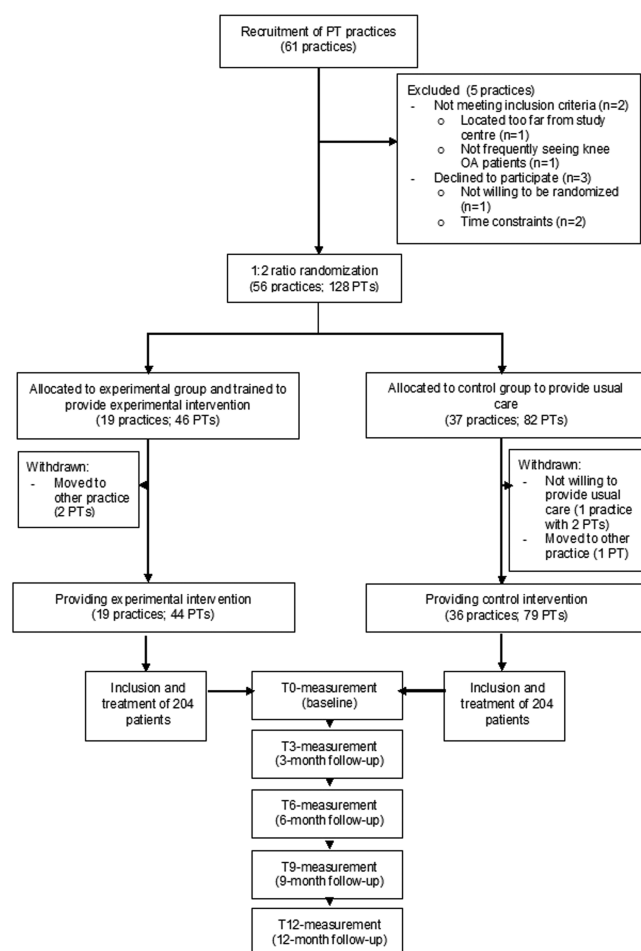 Recruitment of PT practices
(61 practices)
Excluded (5 practices)
- Not meeting inclusion criteria (n=2)
o Located too far from study
centre (n=1)
o Not frequently seeing knee
OA patients (n=1)
- Declined to participate (n=3)
o Not willing to be randomized
(n=1)
o Time constraints (n=2)
1:2 ratio randomization
(56 practices; 128 PTs)
Allocated to experimental group and trained to
provide experimental intervention
(19 practices; 46 PTs)
Allocated to control group to provide usual
care
(37 practices; 82 PTs)
Withdrawn:
- Moved to
other practice
(2 PTs)
Withdrawn:
- Not willing to
provide usual
care (1 practice
with 2 PTs)
- Moved to other
practice (1 PT)
Providing experimental intervention
(19 practices; 44 PTs)
Providing control intervention
(36 practices; 79 PTs)
Inclusion and
treatment of 204
patients
T0-measurement
(baseline)
Inclusion and
treatment of 204
patients
T3-measurement
(3-month follow-up)
T6-measurement
(6-month follow-up)
T9-measurement
(9-month follow-up)
T12-measurement
(12-month follow-up)